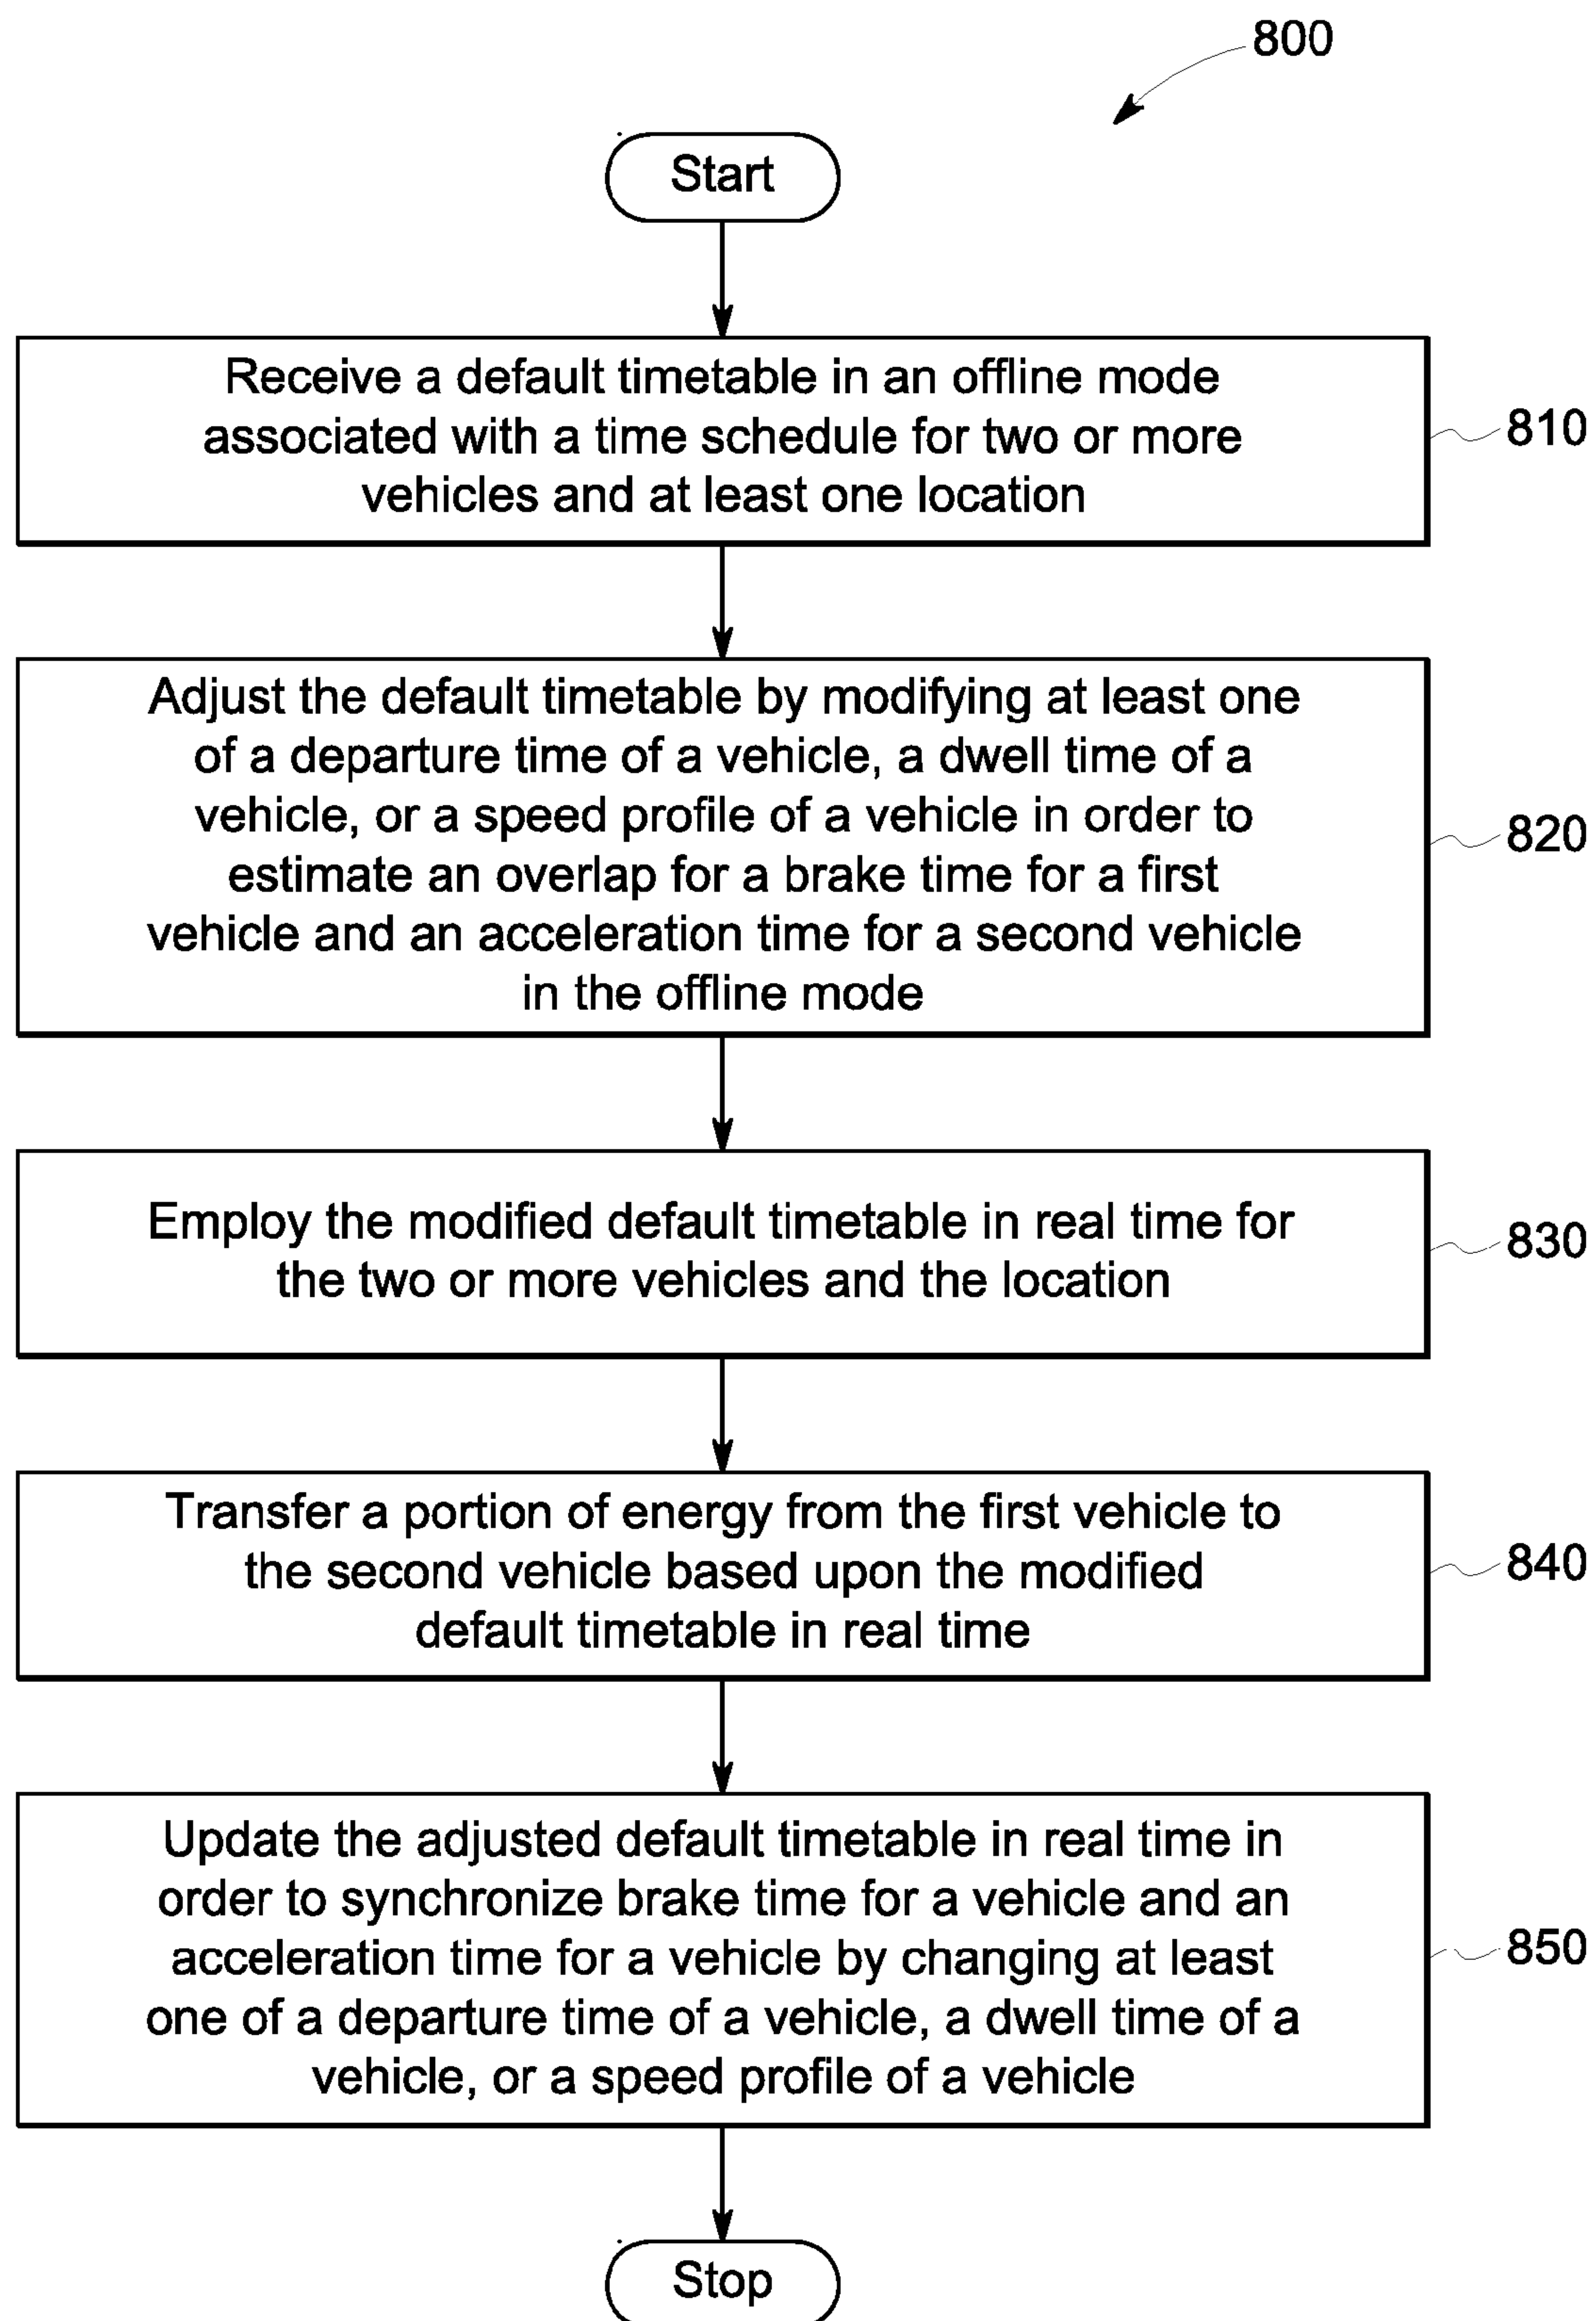 800
Start
Receive a default timetable in an offline mode
associated with a time schedule for two or more
vehicles and at least one location
810
Adjust the default timetable by modifying at least one
of a departure time of a vehicle, a dwell time of a
vehicle, or a speed profile of a vehicle in order to
estimate an overlap for a brake time for a first
vehicle and an acceleration time for a second vehicle
in the offline mode
820
Employ the modified default timetable in real time for
the two or more vehicles and the location
830
Transfer a portion of energy from the first vehicle to
the second vehicle based upon the modified
default timetable in real time
840
Update the adjusted default timetable in real time in
order to synchronize brake time for a vehicle and an
acceleration time for a vehicle by changing at least
one of a departure time of a vehicle, a dwell time of a
vehicle, or a speed profile of a vehicle
850
Stop